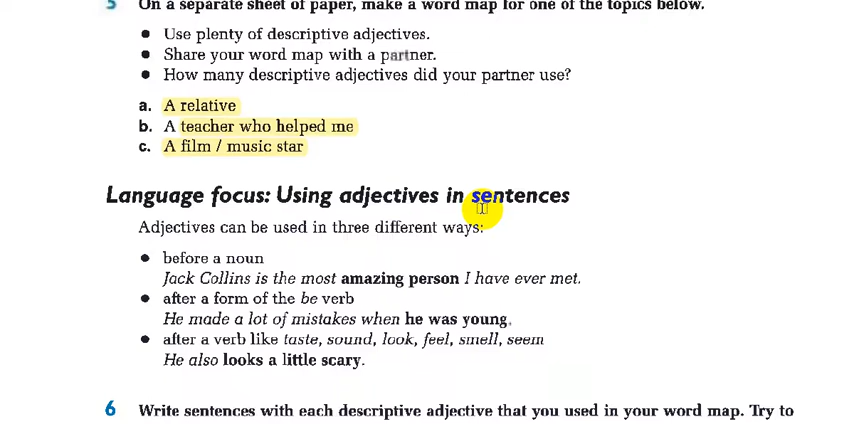 5 On a separate sheet of paper, make a word map for one of the topics below.
● Use plenty of descriptive adjectives.
● Share your word map with a partner.
● How many descriptive adjectives did your partner use?
a. A relative
b. A teacher who helped me
c. A film / music star
Language focus: Using adjectives in sentences
Adjectives can be used in three different ways:
● before a noun
Jack Collins is the most amazing person I have ever met.
● after a form of the be verb
He made a lot of mistakes when he was young.
● after a verb like taste, sound, look, feel, smell, seem
He also looks a little scary.
6 Write sentences with each descriptive adjective that you used in your word map. Try to